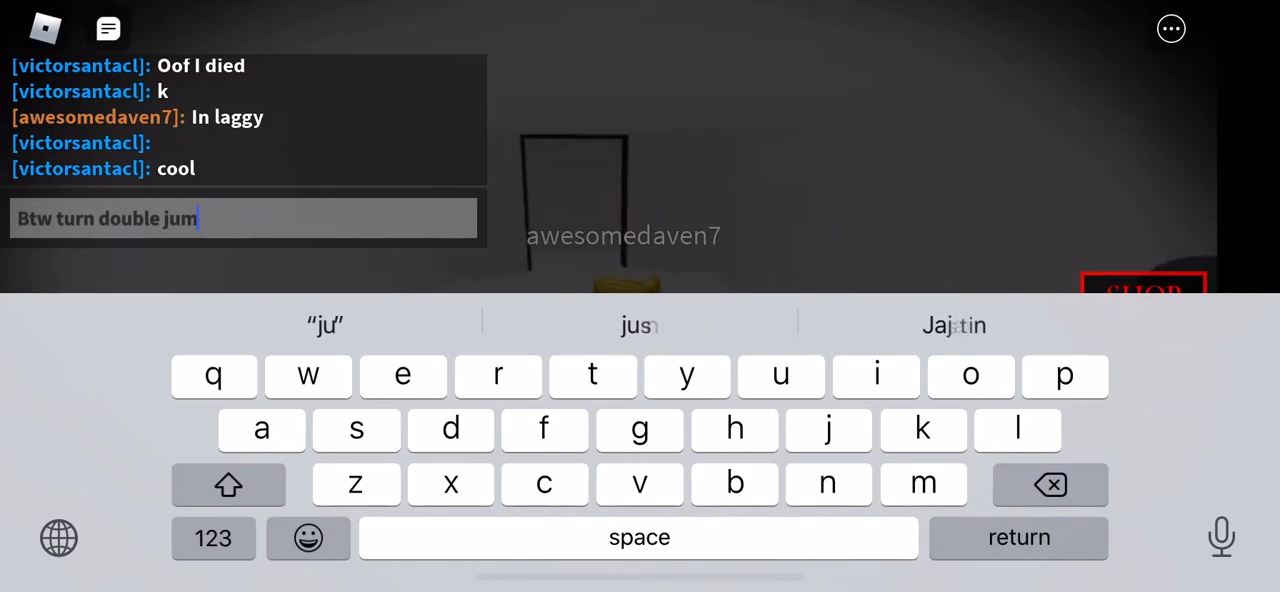 [victorsantacl]: Oof I died
[victorsantacl]: k
[awesomedaven7]: In laggy
[victorsantacl]:
[victorsantacl]: cool
Btw turn double jum
awesomedaven7
SHOP
“ju”
q w e r t y u i o p
a s d f g h j k l
z x c v b n m
123 space return